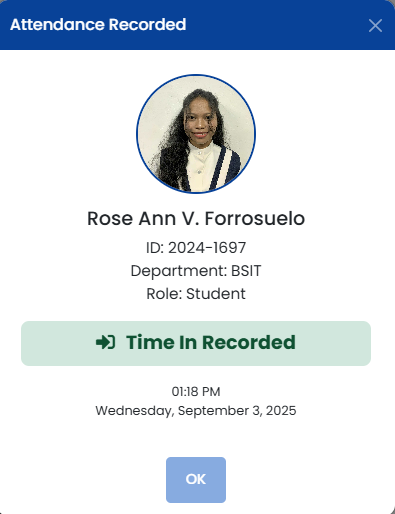 Attendance Recorded
Rose Ann V. Forrosuelo
ID: 2024-1697
Department: BSIT
Role: Student
Time In Recorded
01:18 PM
Wednesday, September 3, 2025
OK